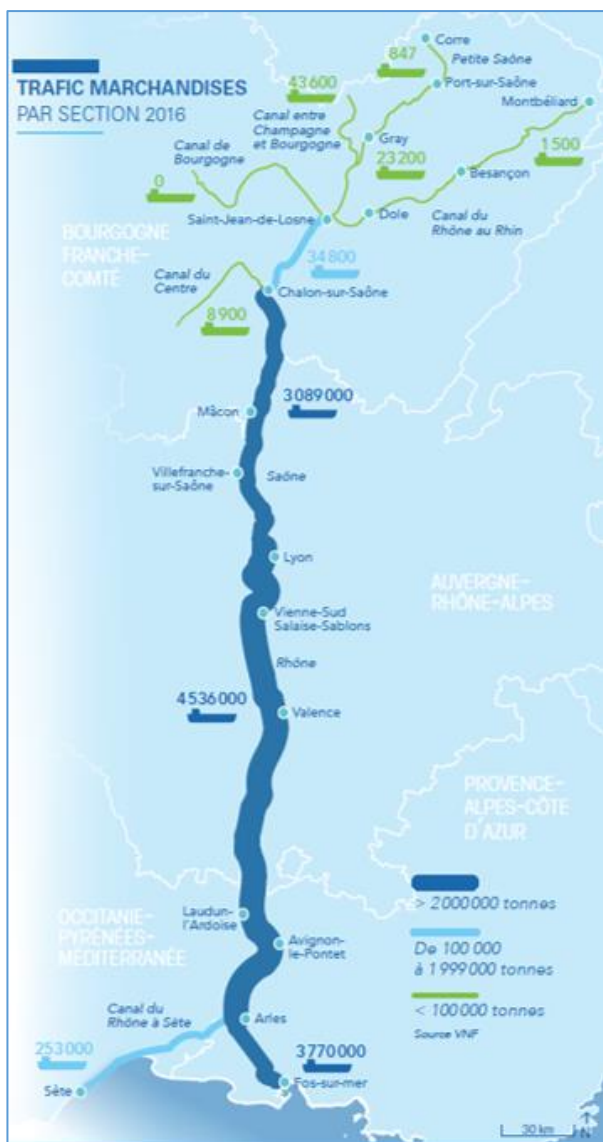 TRAFIC MARCHANDISES
PAR SECTION 2016
Corre
847
Petite Saône
Port-sur-Saône
43 600
Montbéliard
Canal entre
Champagne
et Bourgogne
Canal de
Bourgogne
Gray
23 200
1 500
Besançon
0
Saint-Jean-de-Losne
Dole
Canal du
Rhône au Rhin
BOURGOGNE
FRANCHE-
COMTÉ
34 800
Canal du
Centre
Chalon-sur-Saône
8 900
3 089 000
Mâcon
Villefranche-
sur-Saône
Saône
Lyon
AUVERGNE-
RHÔNE-ALPES
Vienne-Sud
Salaise-Sablons
Rhône
4 536 000
Valence
PROVENCE-
ALPES-CÔTE
D'AZUR
> 2 000 000 tonnes
Laudun-
l'Ardoise
OCCITANIE-
PYRÉNÉES-
MÉDITERRANÉE
Avignon-
le-Pontet
De 100 000
à 1 999 000 tonnes
< 100 000 tonnes
Source VNF
Canal du
Rhône à Sète
Arles
253 000
3 770 000
Sète
Fos-sur-mer
30 km
N